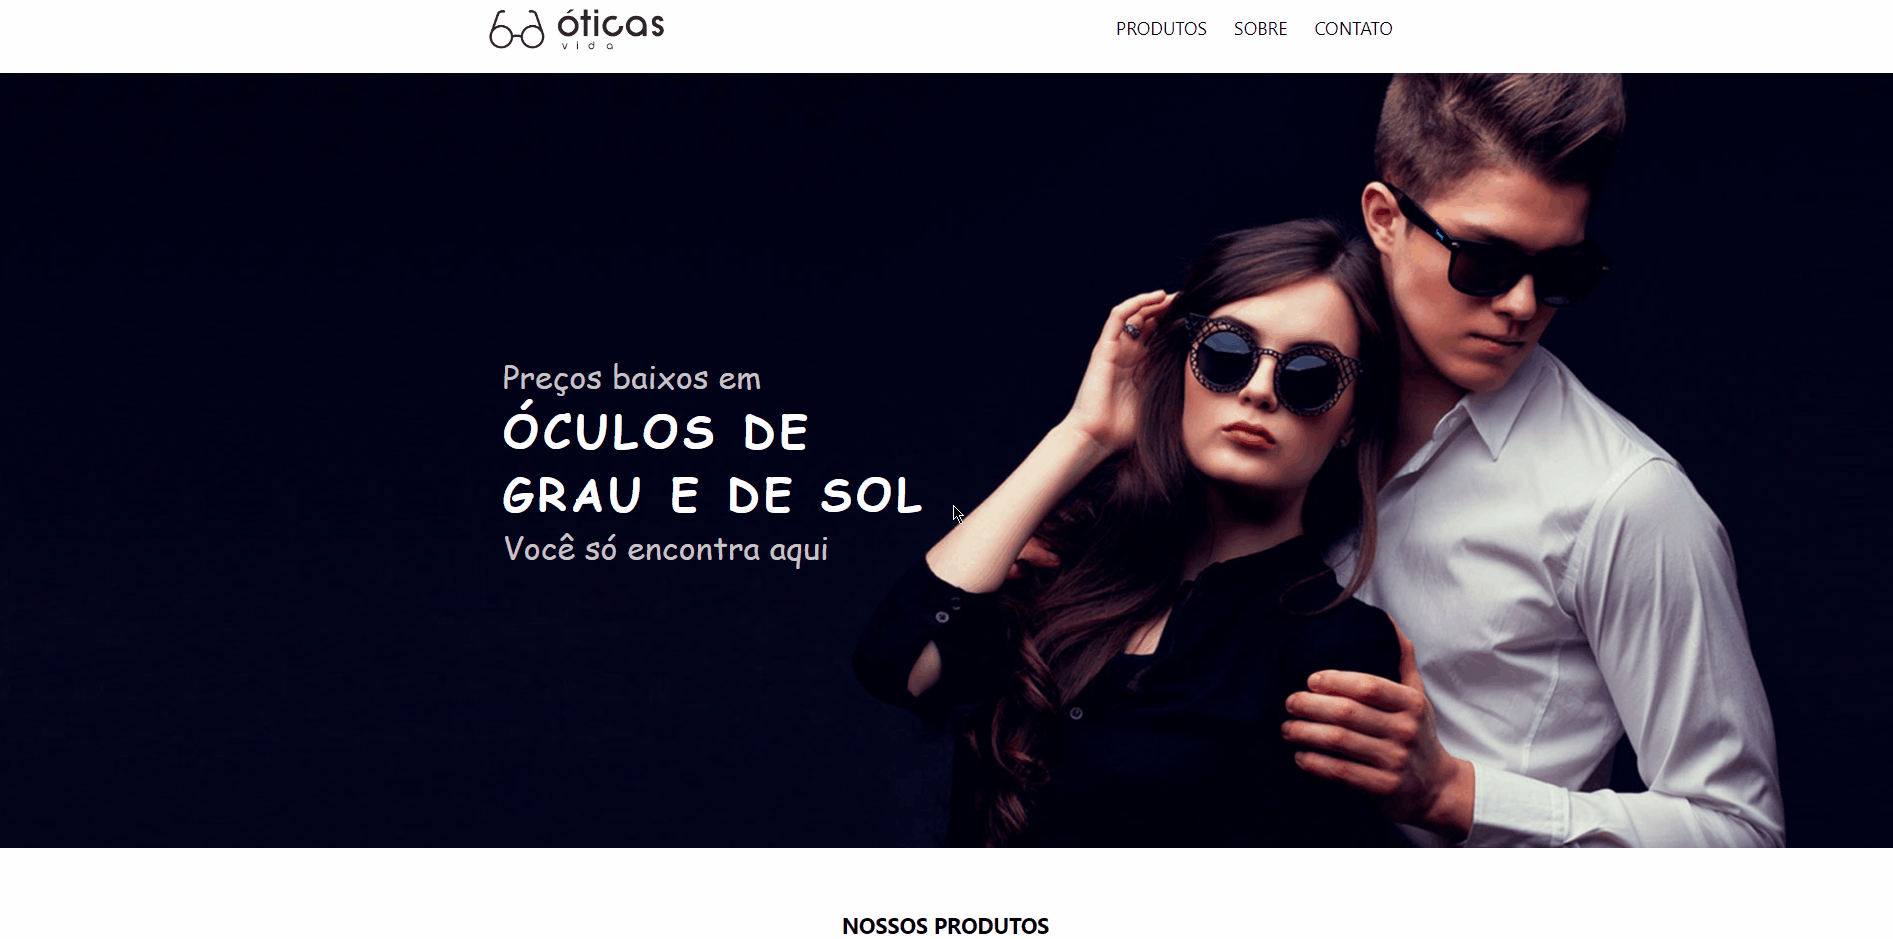 óticas
vida
PRODUTOS SOBRE CONTATO
Preços baixos em
ÓCULOS DE
GRAU E DE SOL
Você só encontra aqui
NOSSOS PRODUTOS